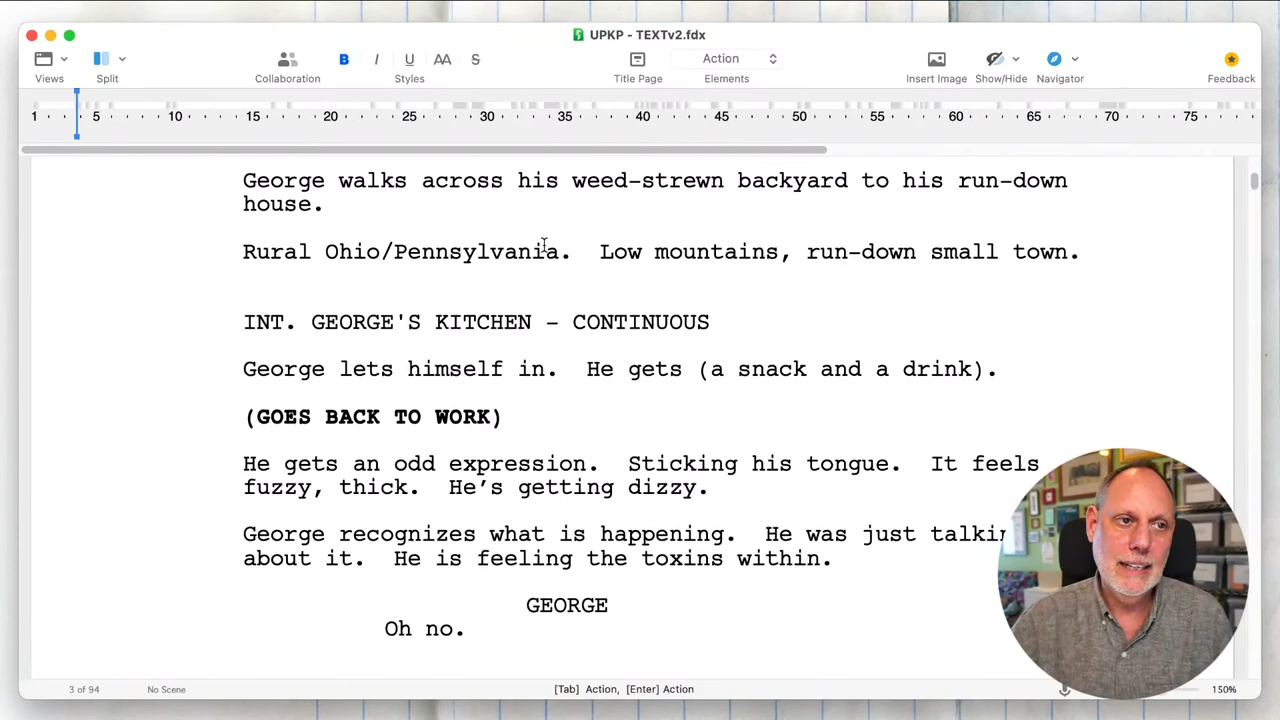 UPKP - TEXTv2.fdx
Views Split Collaboration B I U AA S Styles Title Page Action Elements Insert Image Show/Hide Navigator Feedback
1 5 10 15 20 25 30 35 40 45 50 55 60 65 70 75
George walks across his weed-strewn backyard to his run-down
house.
Rural Ohio/Pennsylvania.  Low mountains, run-down small town.
INT. GEORGE'S KITCHEN - CONTINUOUS
George lets himself in.  He gets (a snack and a drink).
(GOES BACK TO WORK)
He gets an odd expression.  Sticking his tongue.  It feels
fuzzy, thick.  He’s getting dizzy.
George recognizes what is happening.  He was just
about it.  He is feeling the toxins within.
GEORGE
Oh no.
3 of 94 No Scene [Tab] Action, [Enter] Action 150%